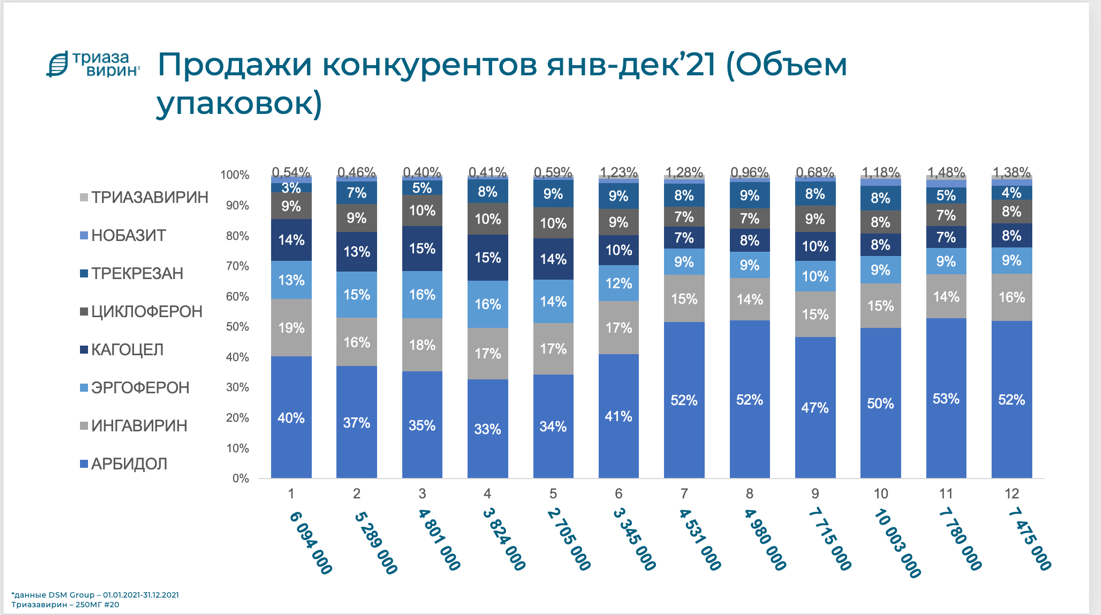 триаза
вирин
Продажи конкурентов янв-дек’21 (Объем
упаковок)
ТРИАЗАВИРИН
НОБАЗИТ
ТРЕКРЕЗАН
ЦИКЛОФЕРОН
КАГОЦЕЛ
ЭРГОФЕРОН
ИНГАВИРИН
АРБИДОЛ
100%
90%
80%
70%
60%
50%
40%
30%
20%
10%
0%
0,54% 0,46% 0,40% 0,41% 0,59% 1,23% 1,28% 0,96% 0,68% 1,18% 1,48% 1,38%
3% 7% 5% 8% 9% 9% 8% 9% 8% 8% 5% 4%
9% 9% 10% 10% 10% 9% 7% 7% 9% 8% 7% 8%
14% 13% 15% 15% 14% 10% 7% 8% 10% 8% 7% 8%
13% 15% 16% 16% 14% 12% 9% 9% 10% 9% 9% 9%
19% 16% 18% 17% 17% 17% 15% 14% 15% 15% 14% 16%
40% 37% 35% 33% 34% 41% 52% 52% 47% 50% 53% 52%
1 2 3 4 5 6 7 8 9 10 11 12
6 094 000 5 289 000 4 801 000 3 824 000 2 705 000 3 345 000 4 531 000 4 980 000 7 715 000 10 003 000 7 780 000 7 475 000
*данные DSM Group – 01.01.2021-31.12.2021
Триазавирин – 250МГ #20